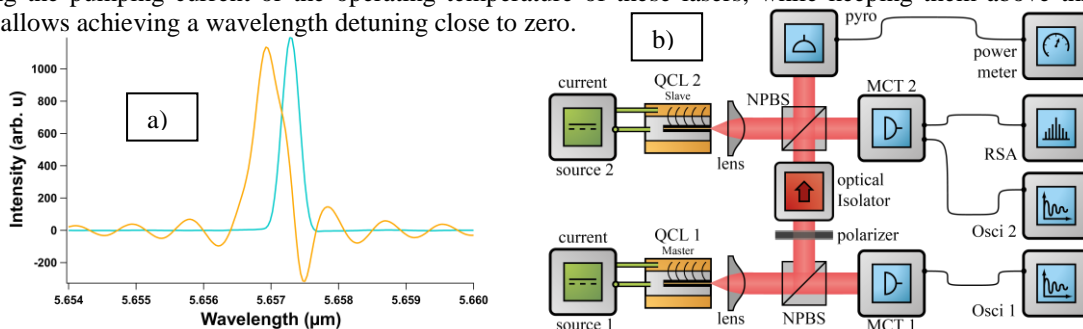 ng the pumping current or the operating temperature of these lasers, while keeping them above
allows achieving a wavelength detuning close to zero.
a)
1000
800
600
400
200
0
-200
Intensity (arb. u)
5.654
5.655
5.656
5.657
5.658
5.659
5.660
Wavelength (µm)
b)
pyro
power
meter
current
QCL 2
Slave
NPBS
MCT 2
source 2
lens
RSA
optical
Isolator
Osci 2
current
QCL 1
Master
polarizer
source 1
lens
NPBS
MCT 1
Osci 1